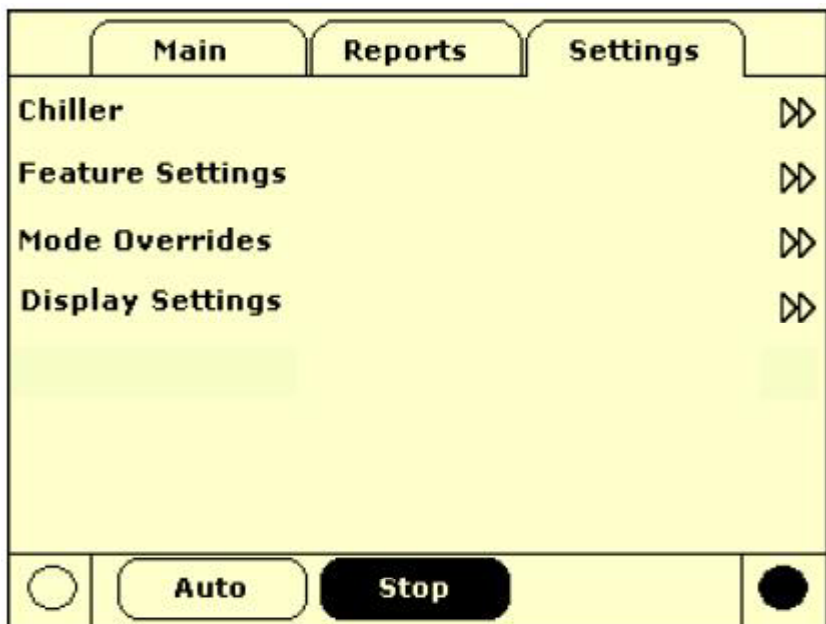 Main Reports Settings
Chiller
Feature Settings
Mode Overrides
Display Settings
Auto Stop